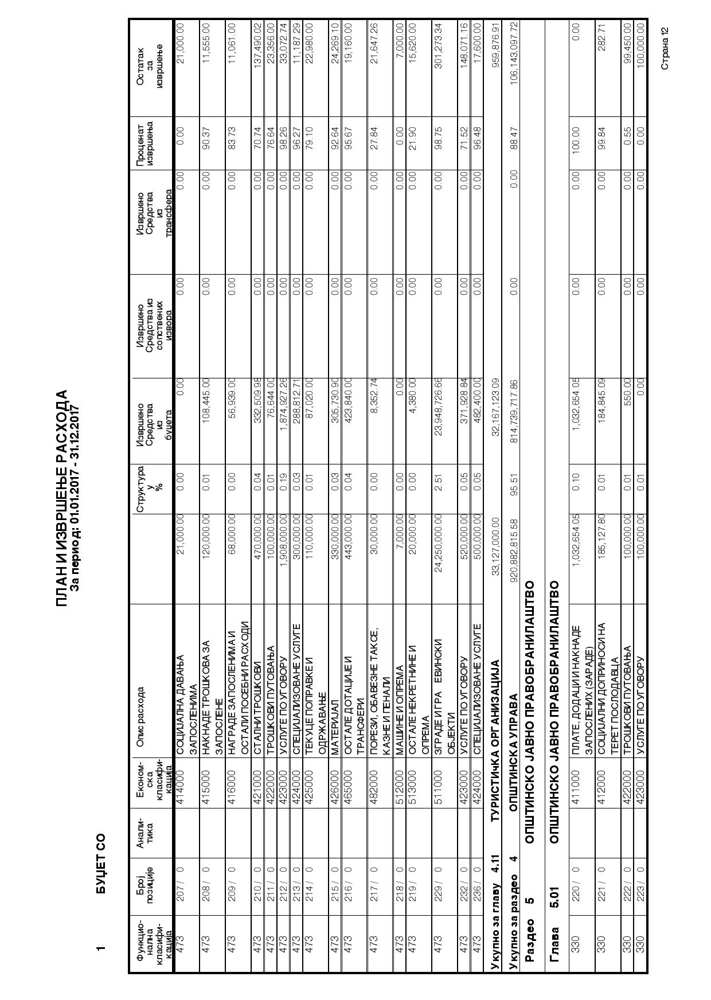 ПЛАН И ИЗВРШЕЊЕ РАСХОДА
За период: 01.01.2017 - 31.12.2017
1 БУЏЕТ СО
Функцио-нална класифи-кација Број позиције Анали-тика Економ-ска класифи-кација Опис расхода Структура у % Извршено Средства из буџета Извршено Средства из сопствених извора Извршено Средства из трансфера Проценат извршења Остатак за извршење
473 207 / 0 414000 СОЦИЈАЛНА ДАВАЊА 21,000.00 0.00 0.00 0.00 0.00 0.00 21,000.00
ЗАПОСЛЕНИМА
473 208 / 0 415000 НАКНАДЕ ТРОШКОВА ЗА 120,000.00 0.01 108,445.00 0.00 0.00 90.37 11,555.00
ЗАПОСЛЕНЕ
473 209 / 0 416000 НАГРАДЕ ЗАПОСЛЕНИМА И 68,000.00 0.00 56,939.00 0.00 0.00 83.73 11,061.00
ОСТАЛИ ПОСЕБНИ РАСХОДИ
473 210 / 0 421000 СТАЛНИ ТРОШКОВИ 470,000.00 0.04 332,509.98 0.00 0.00 70.74 137,490.02
473 211 / 0 422000 ТРОШКОВИ ПУТОВАЊА 100,000.00 0.01 76,644.00 0.00 0.00 76.64 23,356.00
473 212 / 0 423000 УСЛУГЕ ПО УГОВОРУ 1,908,000.00 0.19 1,874,927.26 0.00 0.00 98.26 33,072.74
473 213 / 0 424000 СПЕЦИЈАЛИЗОВАНЕ УСЛУГЕ 300,000.00 0.03 288,812.71 0.00 0.00 96.27 11,187.29
473 214 / 0 425000 ТЕКУЦЕ ПОПРАВКЕ И 110,000.00 0.01 87,020.00 0.00 0.00 79.10 22,980.00
ОДРЖАВАЊЕ
473 215 / 0 426000 МАТЕРИЈАЛ 330,000.00 0.03 305,730.90 0.00 0.00 92.64 24,269.10
473 216 / 0 465000 ОСТАЛЕ ДОТАЦИЈЕ И 443,000.00 0.04 423,840.00 0.00 0.00 95.67 19,160.00
ТРАНСФЕРИ
473 217 / 0 482000 ПОРЕЗИ, ОБАВЕЗНЕ ТАКСЕ, 30,000.00 0.00 8,352.74 0.00 0.00 27.84 21,647.26
КАЗНЕ И ПЕНАЛИ
473 218 / 0 512000 МАШИНЕ И ОПРЕМА 7,000.00 0.00 0.00 0.00 0.00 0.00 7,000.00
473 219 / 0 513000 ОСТАЛЕ НЕКРЕТНИНЕ И 20,000.00 0.00 4,380.00 0.00 0.00 21.90 15,620.00
ОПРЕМА
473 229 / 0 511000 ЗГРАДЕ И ГРА ЕВИНСКИ 24,250,000.00 2.51 23,948,726.66 0.00 0.00 98.75 301,273.34
ОБЈЕКТИ
473 232 / 0 423000 УСЛУГЕ ПО УГОВОРУ 520,000.00 0.05 371,928.84 0.00 0.00 71.52 148,071.16
473 236 / 0 424000 СПЕЦИЈАЛИЗОВАНЕ УСЛУГЕ 500,000.00 0.05 482,400.00 0.00 0.00 96.48 17,600.00
Укупно за главу 4.11 ТУРИСТИчКА ОРГАНИЗАЦИЈА 33,127,000.00 32,167,123.09 959,876.91
Укупно за раздео 4 ОПШТИНСКА УПРАВА 920,882,815.58 95.51 814,739,717.86 0.00 0.00 88.47 106,143,097.72
Раздео 5 ОПШТИНСКО ЈАВНО ПРАВОБРАНИЛАШТВО
Глава 5.01 ОПШТИНСКО ЈАВНО ПРАВОБРАНИЛАШТВО
330 220 / 0 411000 ПЛАТЕ, ДОДАЦИ И НАКНАДЕ 1,032,654.05 0.10 1,032,654.05 0.00 0.00 100.00 0.00
ЗАПОСЛЕНИХ (ЗАРАДЕ)
330 221 / 0 412000 СОЦИЈАЛНИ ДОПРИНОСИ НА 185,127.80 0.01 184,845.09 0.00 0.00 99.84 282.71
ТЕРЕТ ПОСЛОДАВЦА
330 222 / 0 422000 ТРОШКОВИ ПУТОВАЊА 100,000.00 0.01 550.00 0.00 0.00 0.55 99,450.00
330 223 / 0 423000 УСЛУГЕ ПО УГОВОРУ 100,000.00 0.01 0.00 0.00 0.00 0.00 100,000.00
Страна 12